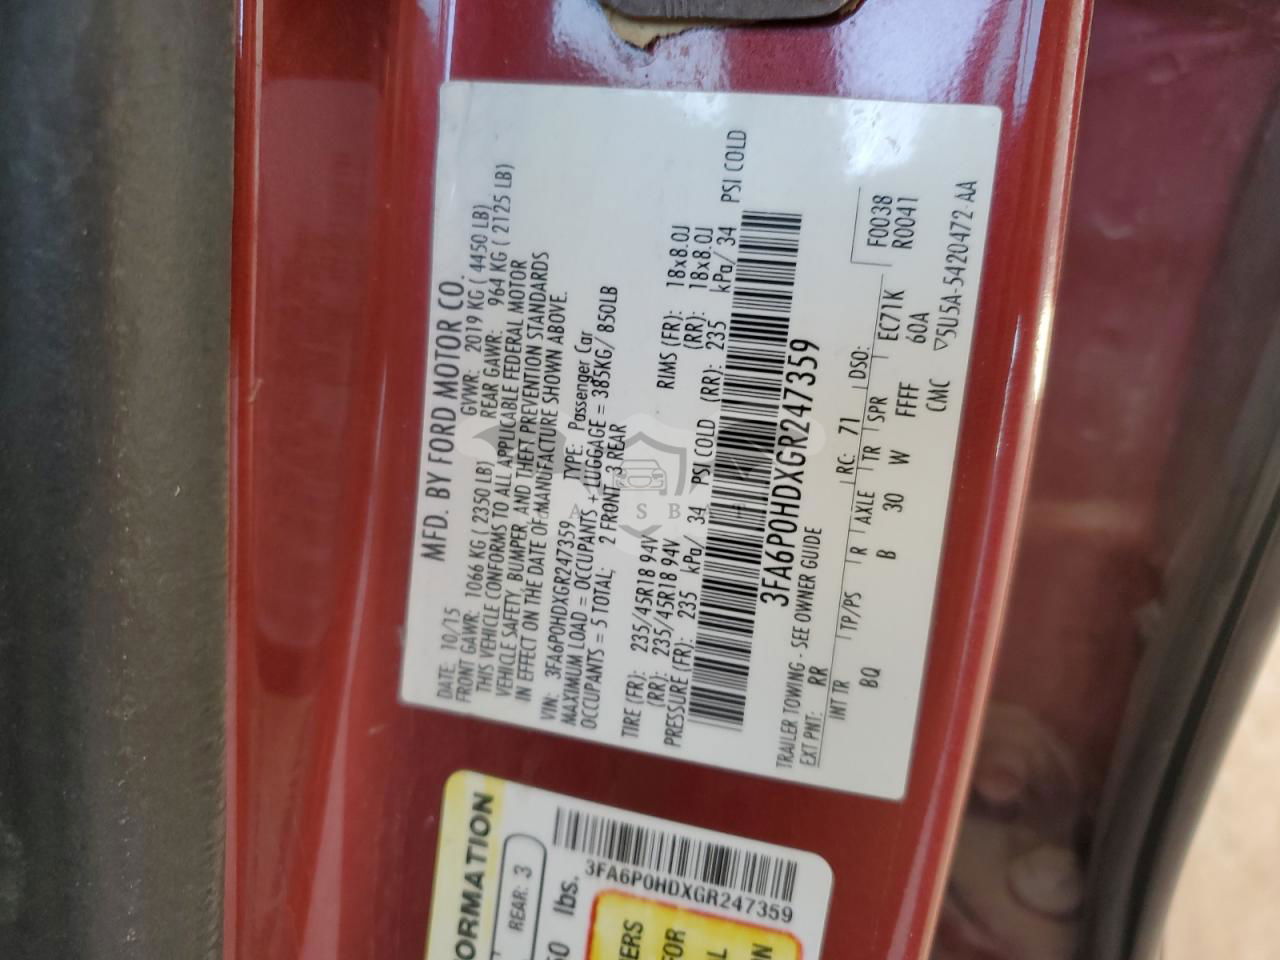 MFD. BY FORD MOTOR CO.
DATE: 10/15 GVWR: 2019 KG ( 4450 LB)
FRONT GAWR: 1066 KG ( 2350 LB) REAR GAWR: 964 KG ( 2125 LB)
THIS VEHICLE CONFORMS TO ALL APPLICABLE FEDERAL MOTOR
VEHICLE SAFETY, BUMPER, AND THEFT PREVENTION STANDARDS
IN EFFECT ON THE DATE OF MANUFACTURE SHOWN ABOVE.
VIN: 3FA6P0HDXGR247359 TYPE: Passenger Car
MAXIMUM LOAD = OCCUPANTS + LUGGAGE = 385KG/ 850LB
OCCUPANTS = 5 TOTAL: 2 FRONT 3 REAR
TIRE (FR): 235/45R18 94V RIMS (FR): 18x8.0J
(RR): 235/45R18 94V (RR): 18x8.0J
PRESSURE (FR): 235 kPa/ 34 PSI COLD (RR): 235 kPa/ 34 PSI COLD
3FA6P0HDXGR247359
TRAILER TOWING - SEE OWNER GUIDE
EXT PNT: RR RC: 71 DSO: F0038
INT TR TP/PS R AXLE TR SPR EC71K R0041
BQ B 30 W FFFF 60A
CMC ▽5U5A-5420472-AA
ORMATION
REAR: 3
lbs.
3FA6P0HDXGR247359